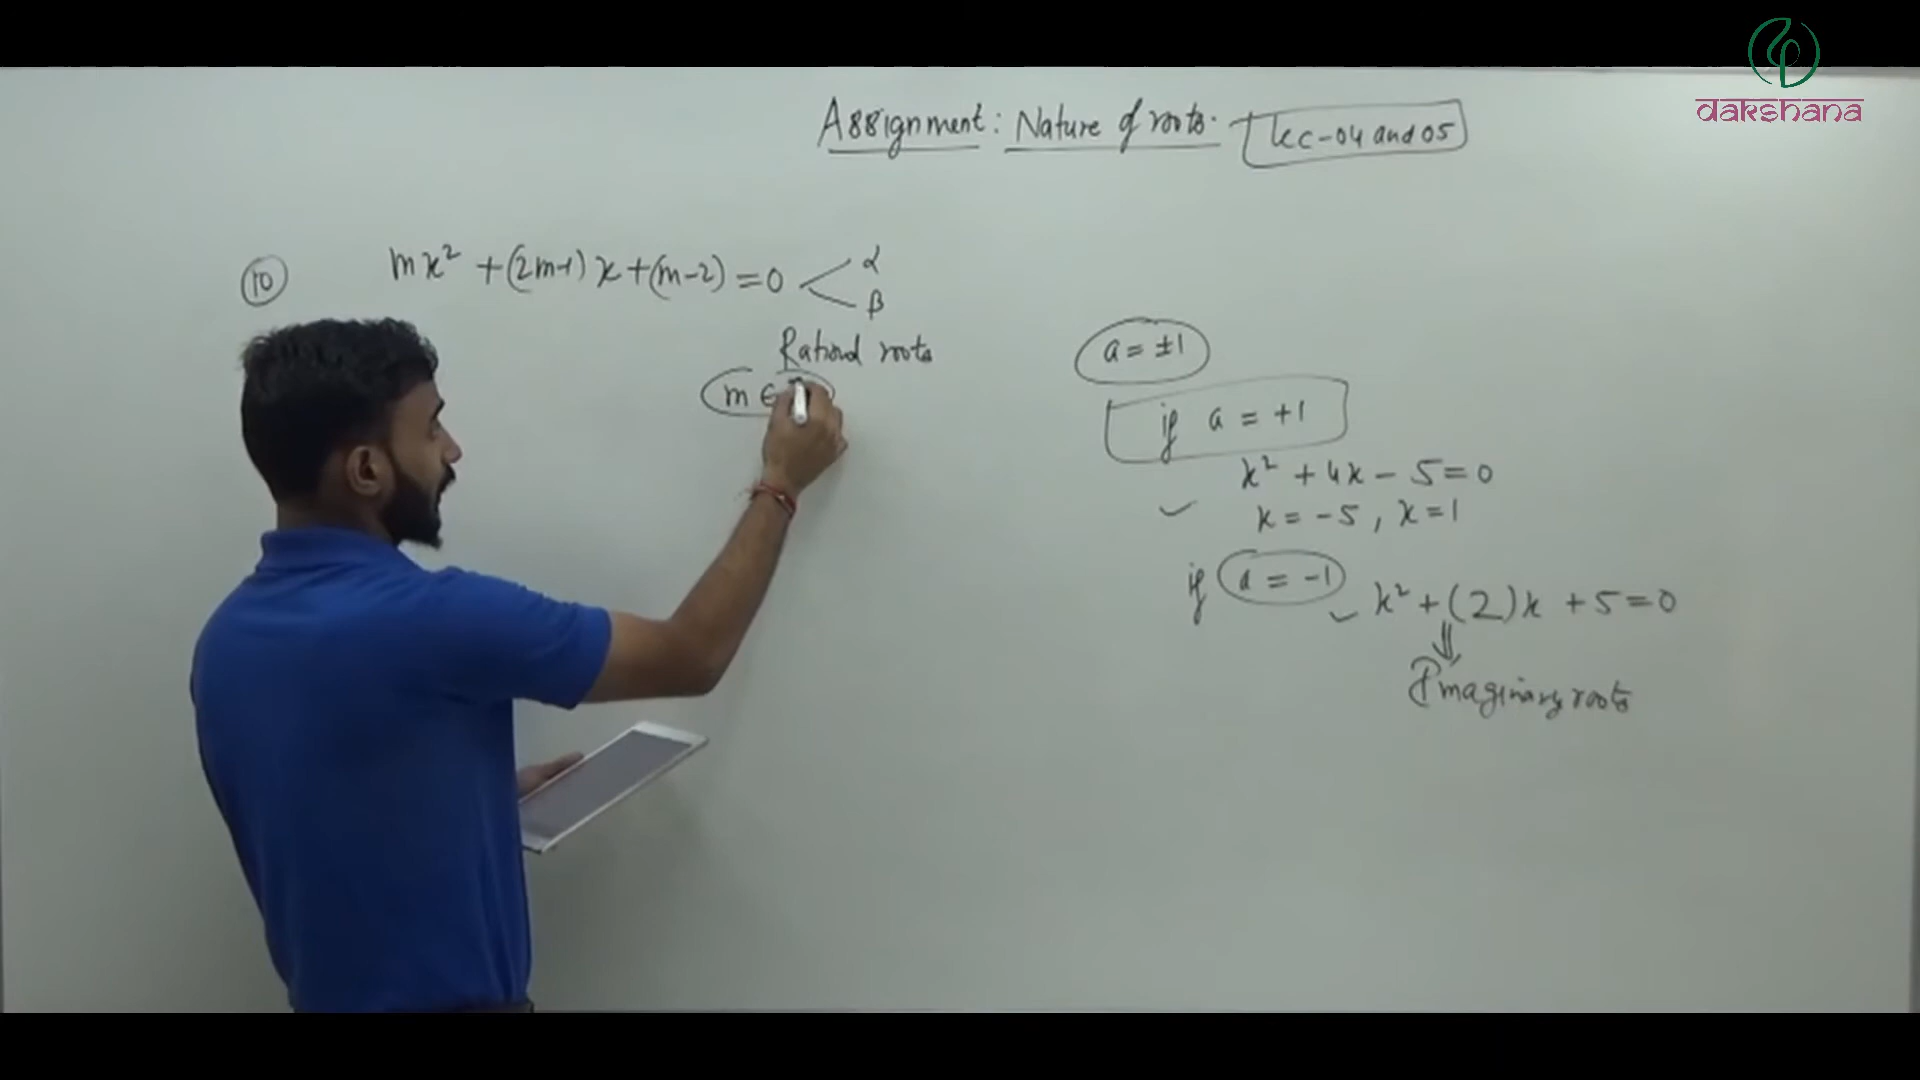 dakshana
Assignment: Nature of roots. Lec-04 and 05
10 mx² + (2m-1)x + (m-2) = 0 < α
β
roots
m ∈
a = ±1
if a = +1
x² + 4x - 5 = 0
x = -5, x = 1
if a = -1 x² + (2)x + 5 = 0
⇓
Imaginary roots